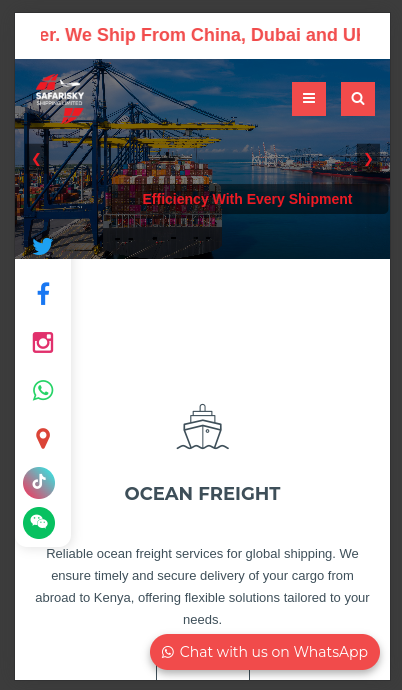 er. We Ship From China, Dubai and
SAFARISKY
SHIPPING LIMITED
Efficiency With Every Shipment
OCEAN FREIGHT
Reliable ocean freight services for global shipping. We
ensure timely and secure delivery of your cargo from
abroad to Kenya, offering flexible solutions tailored to your
needs.
Chat with us on WhatsApp